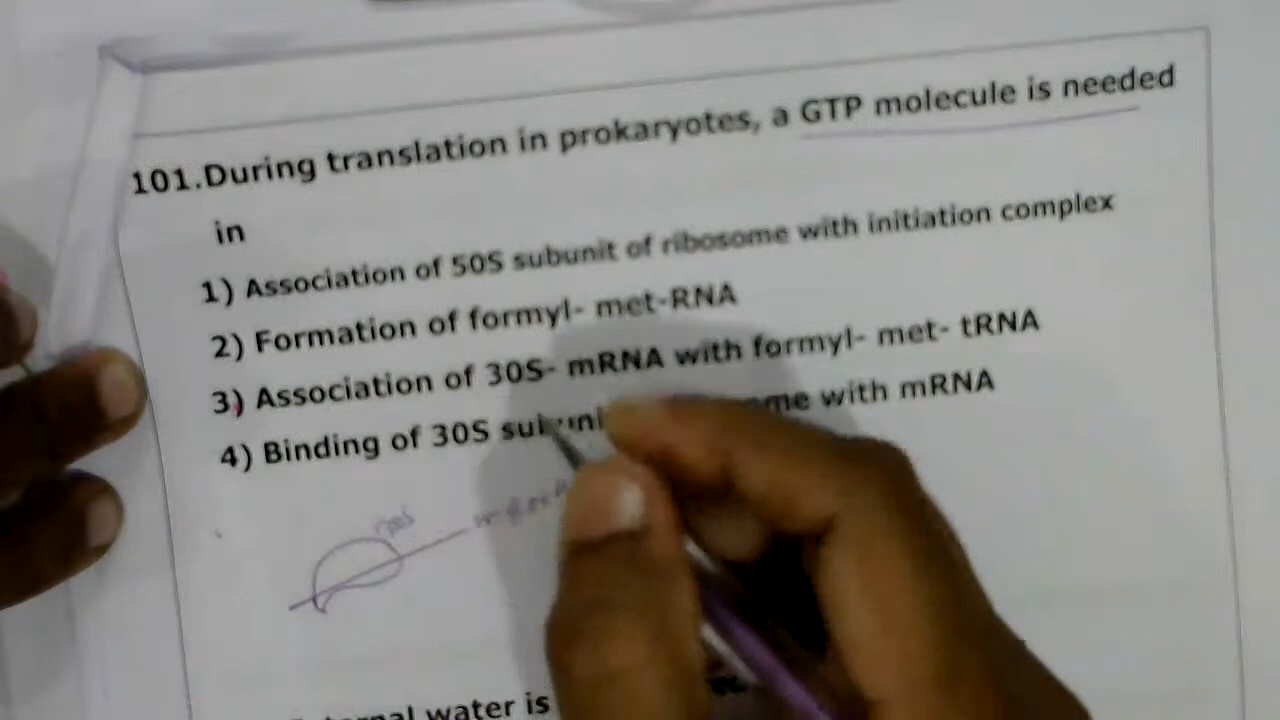 101.During translation in prokaryotes, a GTP molecule is needed
in
1) Association of 50S subunit of ribosome with initiation complex
2) Formation of formyl- met-RNA
3) Association of 30S- mRNA with formyl- met- tRNA
4) Binding of 30S with mRNA
water is